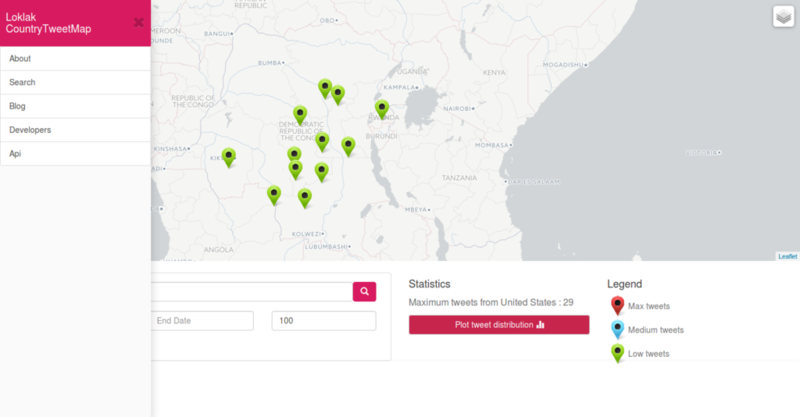 Loklak
CountryTweetMap
About
Search
Blog
Developers
Api
REPUBLIC
OBO
BANGUI
BUMBA
UGANDA
KAMPALA
KENYA
MOGADISHU
REPUBLIC OF
THE CONGO
DEMOCRATIC
REPUBLIC OF
THE CONGO
NAIROBI
BURUNDI
KINSHASA
MOMBASA
VICTORIA
TANZANIA
DAR ES SALAAM
MBEYA
KOLWEZI
LUBUMBASHI
ANGOLA
Leaflet
End Date
100
Statistics
Maximum tweets from United States : 29
Plot tweet distribution
Legend
Max tweets
Medium tweets
Low tweets